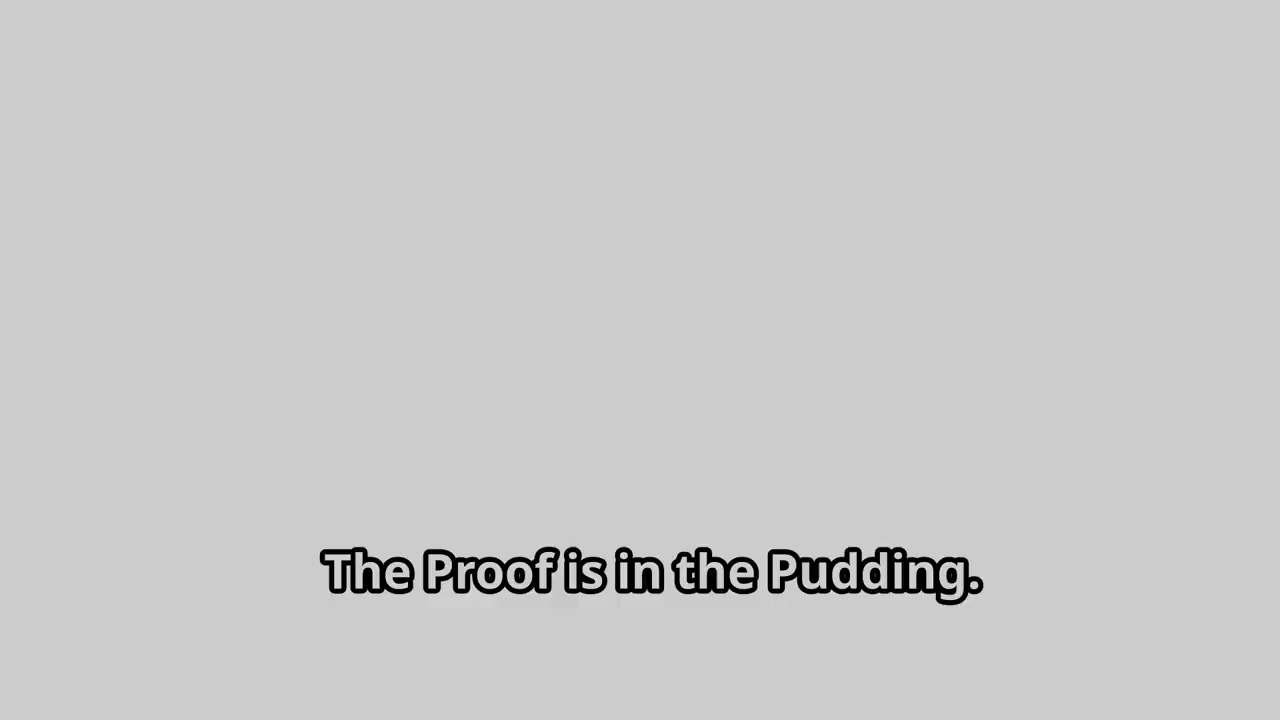 The Proof is in the Pudding.